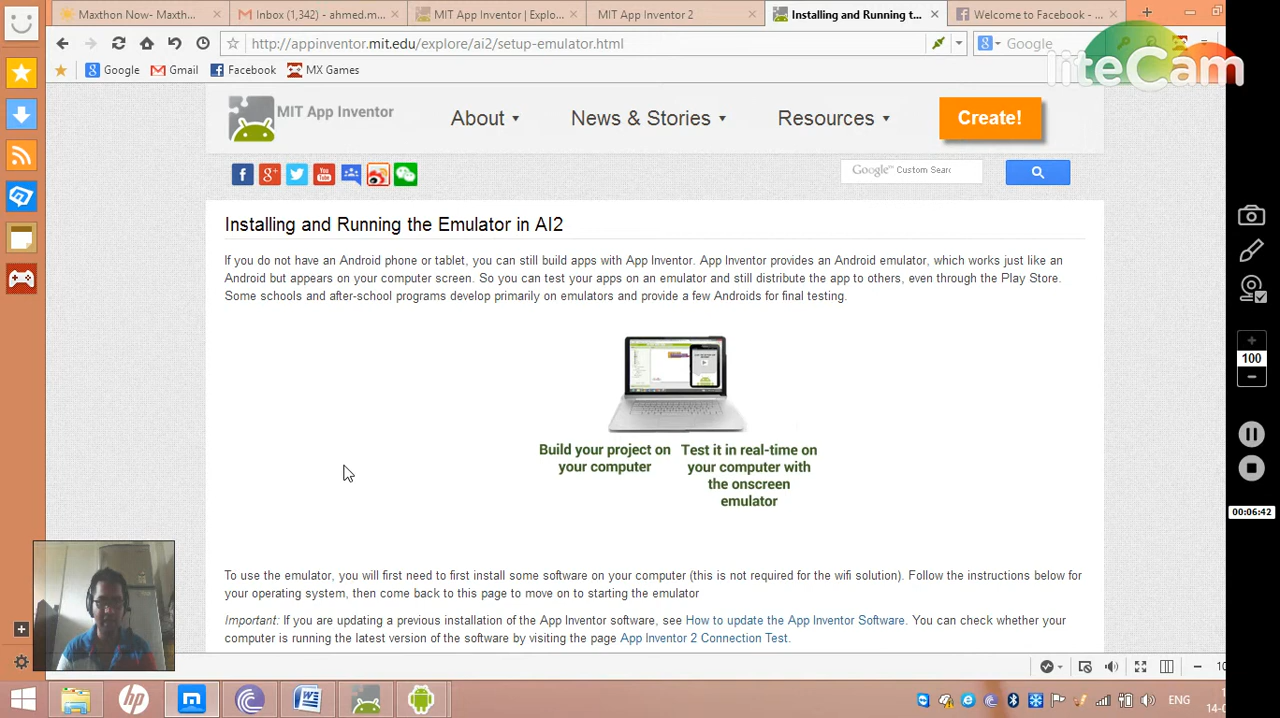 Maxthon Now- Maxth...
Inbox (1,342) - ahmed.m...
MIT App Inventor | Explo...
MIT App Inventor 2
Installing and Running the E...
Welcome to Facebook - ...
http://appinventor.mit.edu/explore/ai2/setup-emulator.html
Google
Google
Gmail
Facebook
MX Games
liteCam
MIT App Inventor
About
News & Stories
Resources
Create!
Google™ Custom Searc
Installing and Running the Emulator in AI2
If you do not have an Android phone or tablet, you can still build apps with App Inventor. App Inventor provides an Android emulator, which works just like an
Android but appears on your computer screen. So you can test your apps on an emulator and still distribute the app to others, even through the Play Store.
Some schools and after-school programs develop primarily on emulators and provide a few Androids for final testing.
Build your project on
your computer
Test it in real-time on
your computer with
the onscreen
emulator
To use the emulator, you will first need to first install some software on your computer (this is not required for the wifi solution). Follow the instructions below for
your operating system, then come back to this page to move on to starting the emulator
Important: If you are updating a previous installation of the App Inventor software, see How to update the App Inventor Software. You can check whether your
computer is running the latest version of the software by visiting the page App Inventor 2 Connection Test.
100
00:06:42
10
ENG
1
14-0